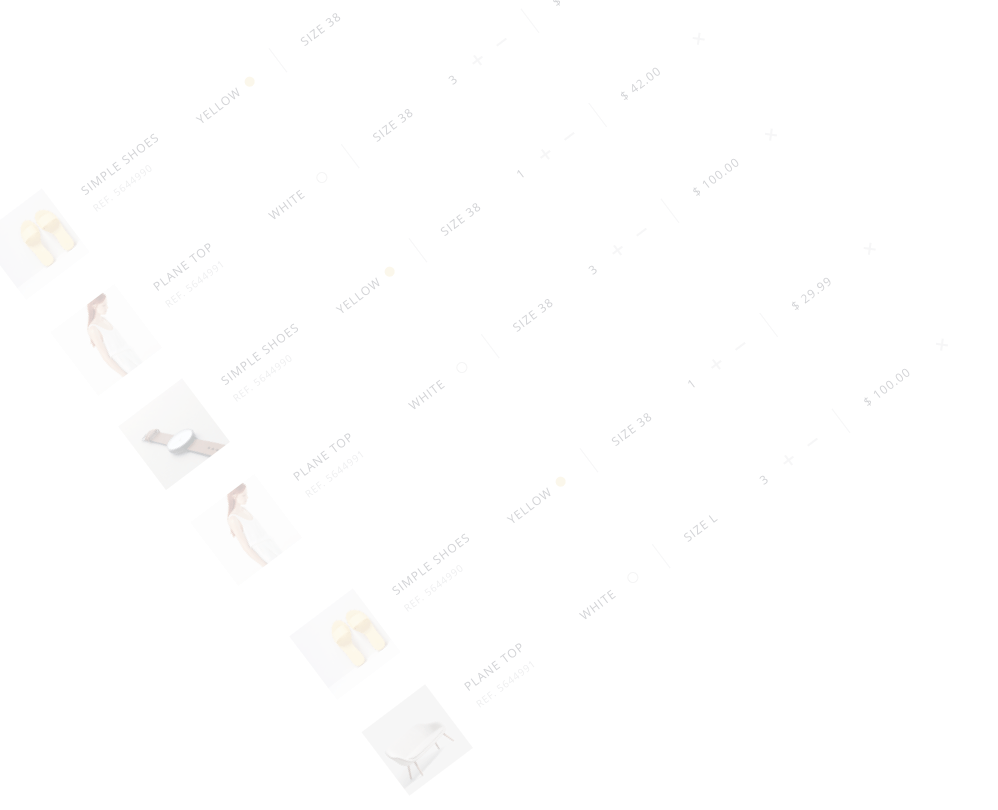 SIMPLE SHOES
REF. 5644990
YELLOW
SIZE 38
3
PLANE TOP
REF. 5644991
WHITE
SIZE 38
1
$ 42.00
SIMPLE SHOES
REF. 5644990
YELLOW
SIZE 38
3
$ 100.00
PLANE TOP
REF. 5644991
WHITE
SIZE 38
1
$ 29.99
SIMPLE SHOES
REF. 5644990
YELLOW
SIZE 38
3
$ 100.00
PLANE TOP
REF. 5644991
WHITE
SIZE L